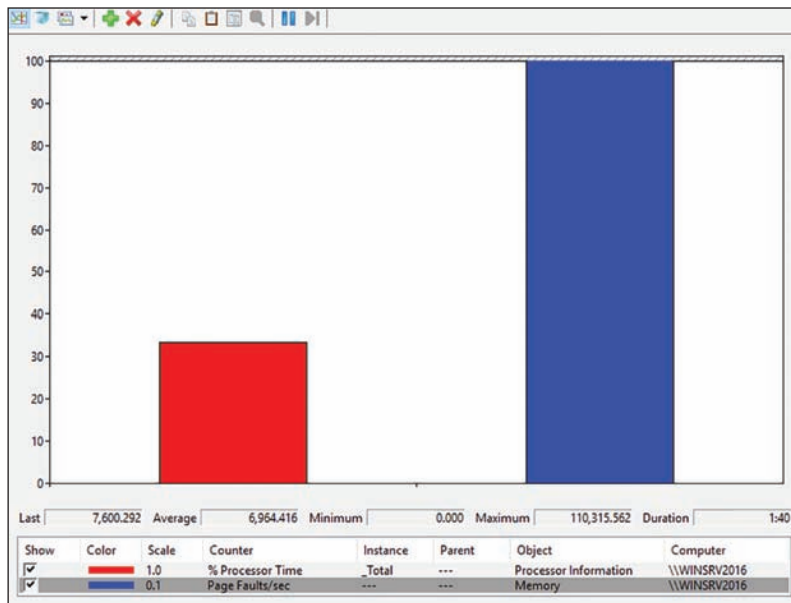 100
90
80
70
60
50
40
30
20
10
0
Last 7,600.292 Average 6,964.416 Minimum 0.000 Maximum 110,315.562 Duration 1:40
Show Color Scale Counter Instance Parent Object Computer
1.0 % Processor Time _Total --- Processor Information \\WINSRV2016
0.1 Page Faults/sec --- --- Memory \\WINSRV2016